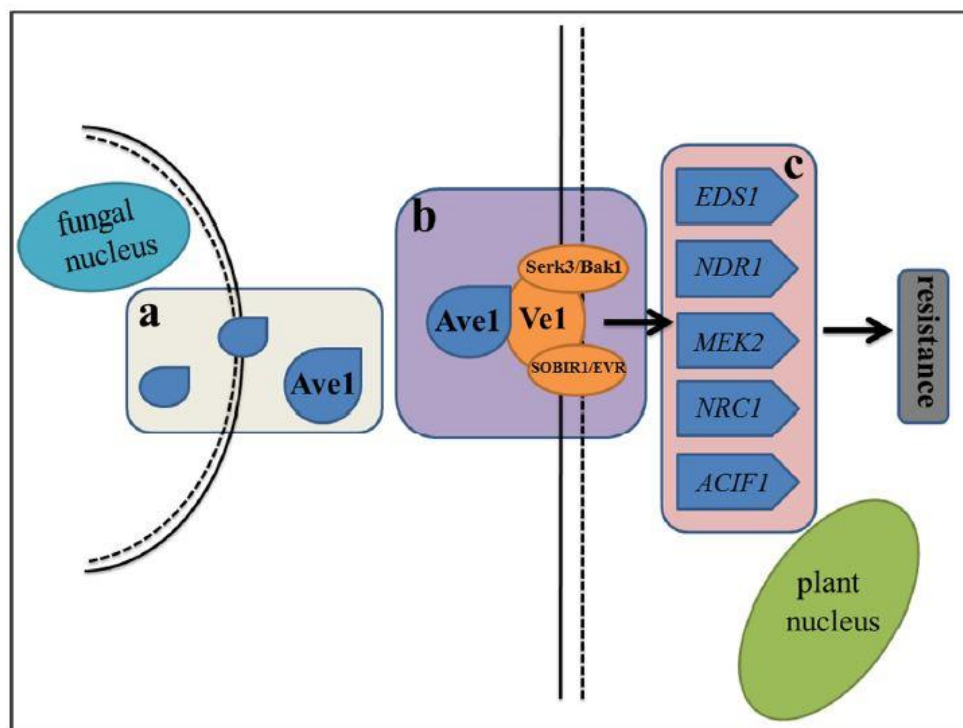 fungal
nucleus
a
Ave1
b
Serk3/Bak1
Ave1
Ve1
SOBIR1/EVR
c
EDS1
NDR1
MEK2
NRC1
ACIF1
resistance
plant
nucleus